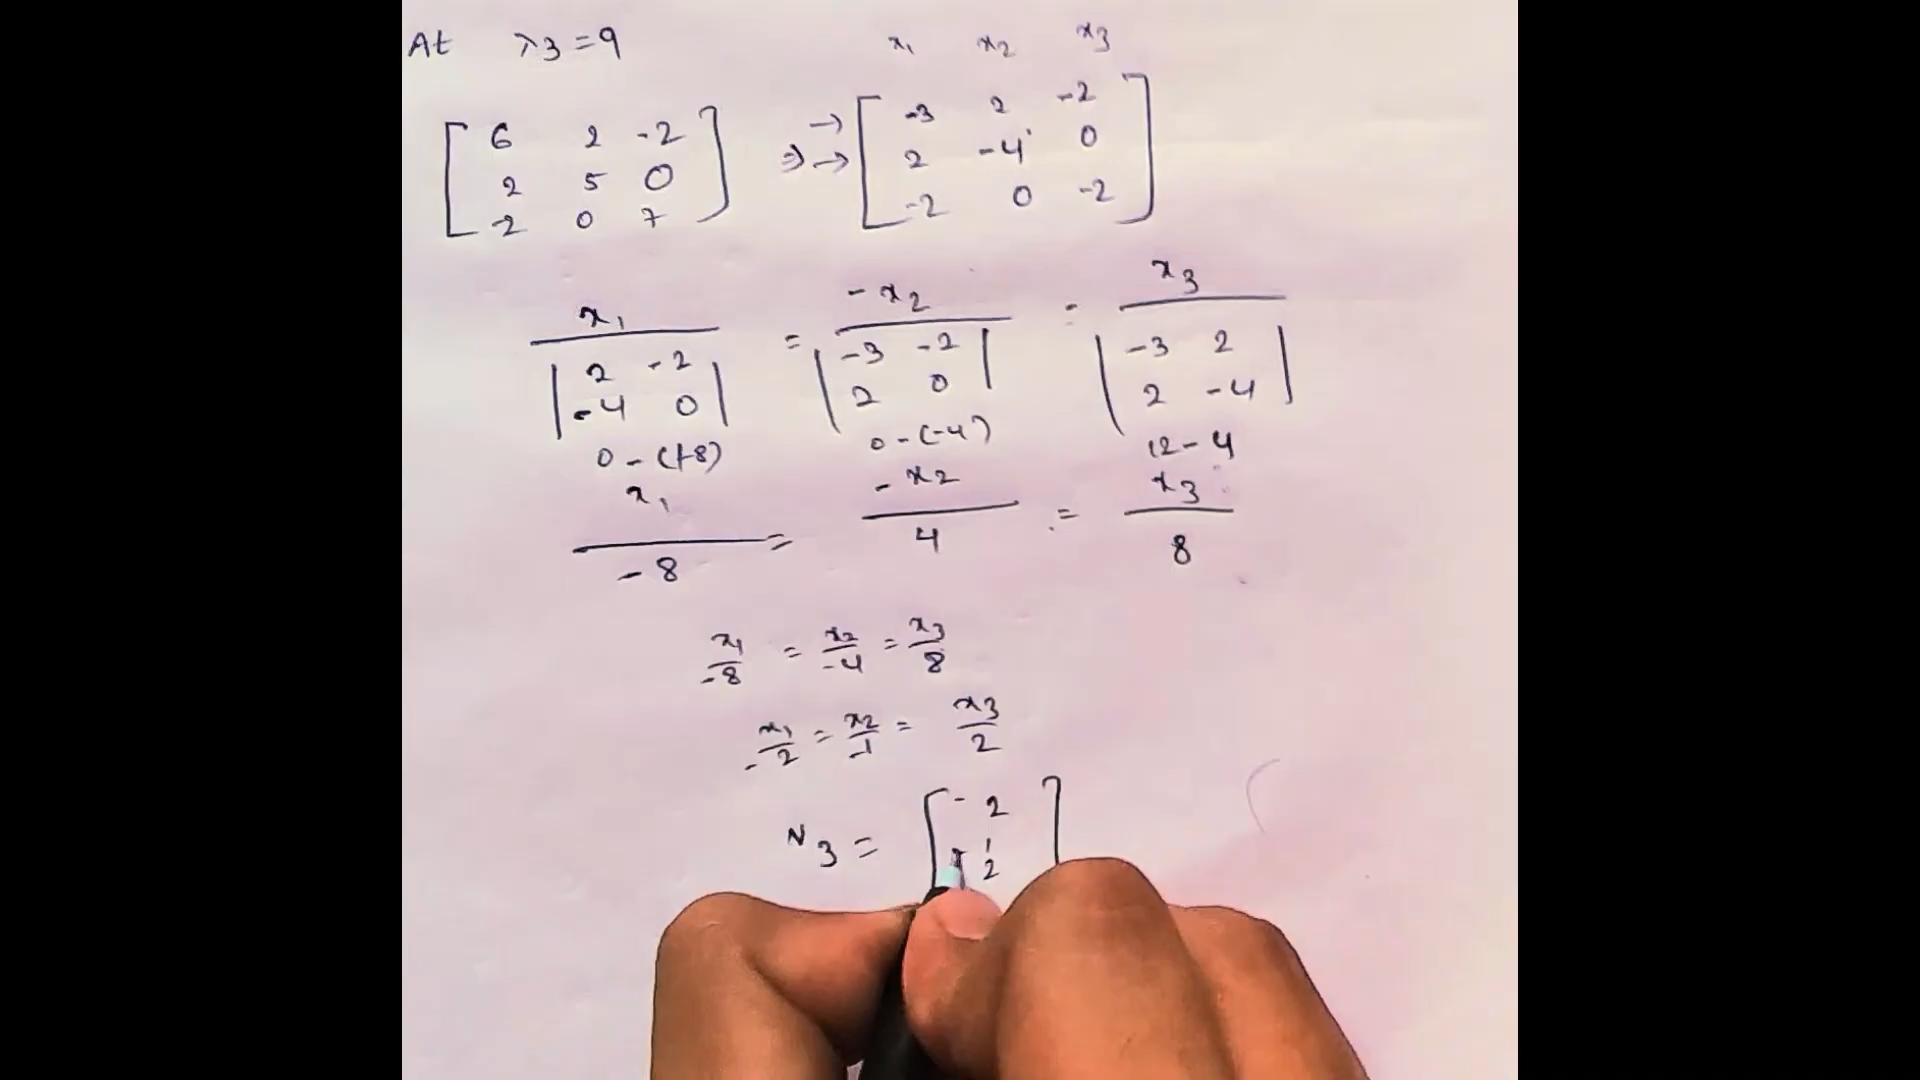 At λ3 = 9
x1 x2 x3
6 2 -2 ⇒ → -3 2 -2
2 5 0 → 2 -4 0
-2 0 7 -2 0 -2
x1 = -x2 = x3
2 -2 -3 -2 -3 2
-4 0 2 0 2 -4
0 - (+8) 0 - (-4) 12 - 4
x1 = -x2 = x3
-8 4 8
x1/-8 = x2/-4 = x3/8
x1/-2 = x2/-1 = x3/2
3 = -2
1
2